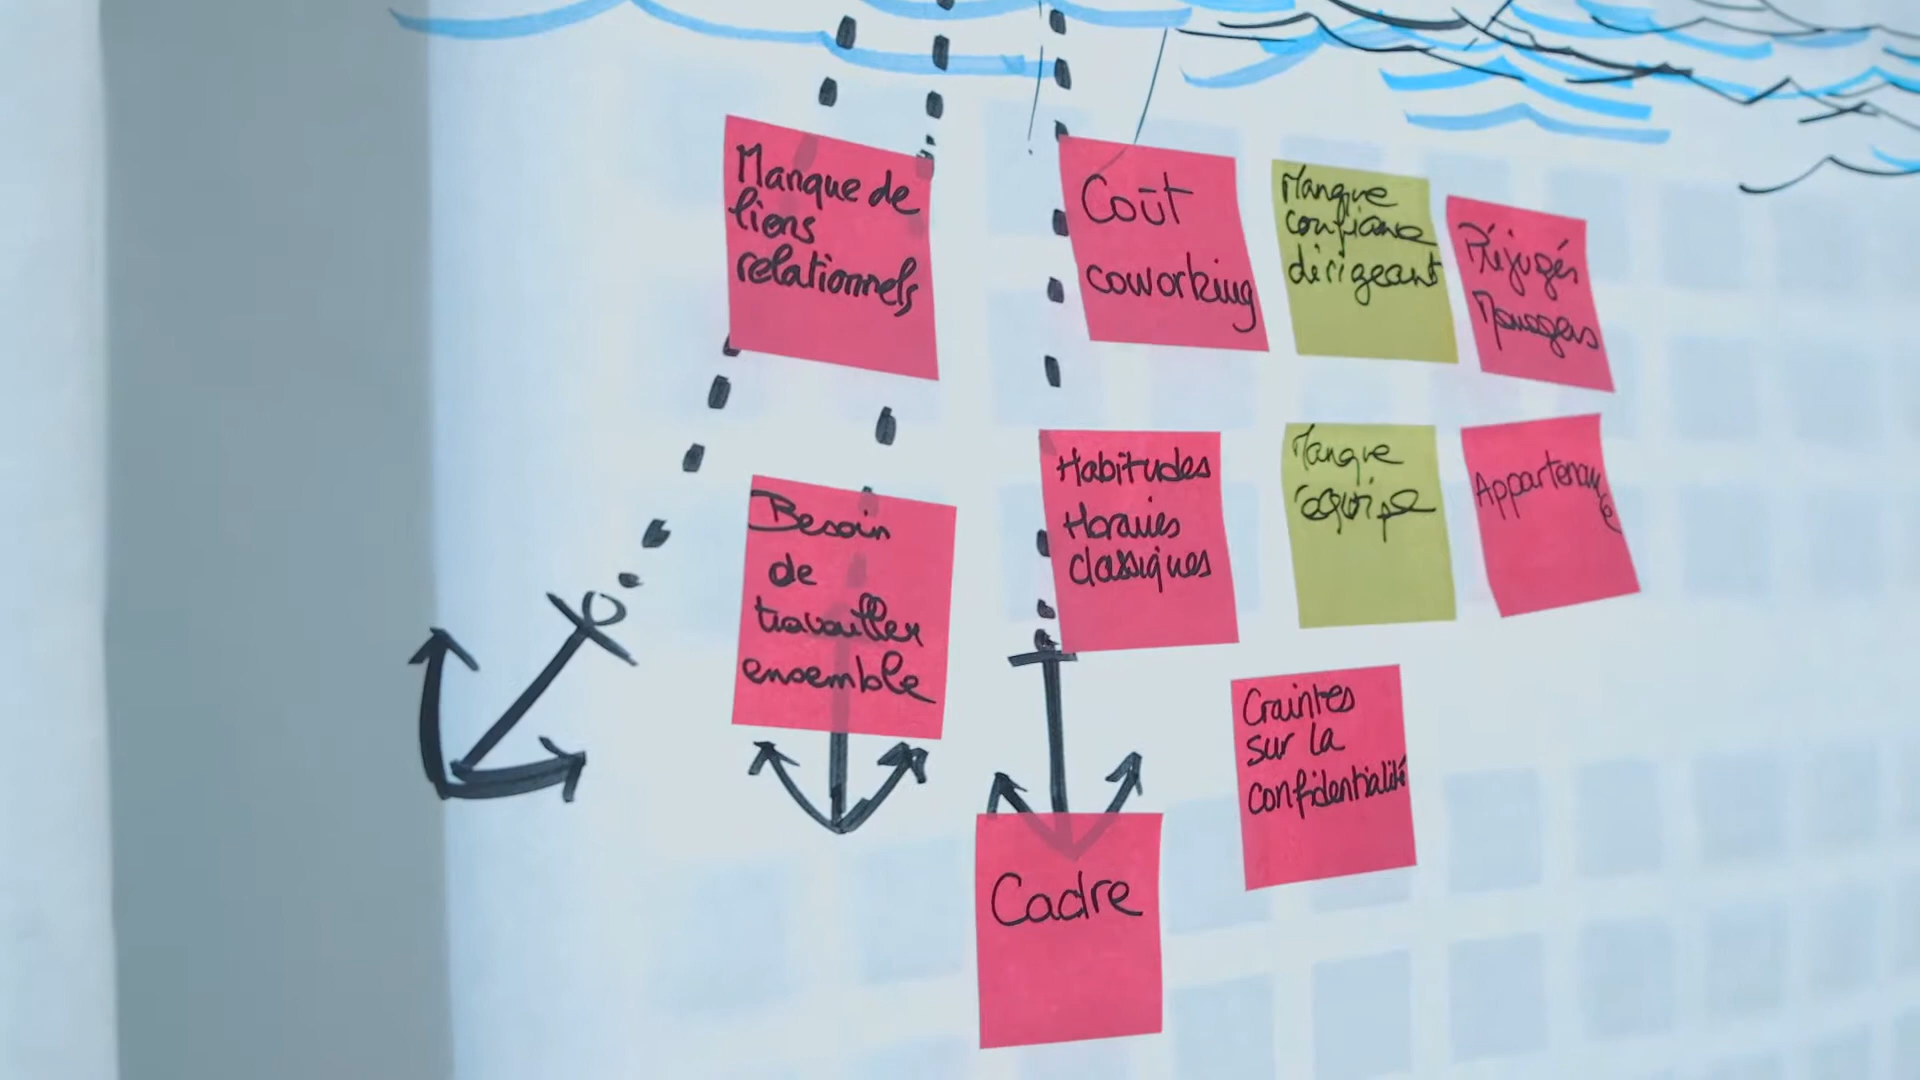 Manque de
liens
relationnels
Coût
coworking
Manque
confiance
dirigeant
Préjugés
Managers
Besoin
de
travailler
ensemble
Habitudes
Horaires
classiques
Manque
équipe
Appartenance
Craintes
sur la
confidentialité
Cadre